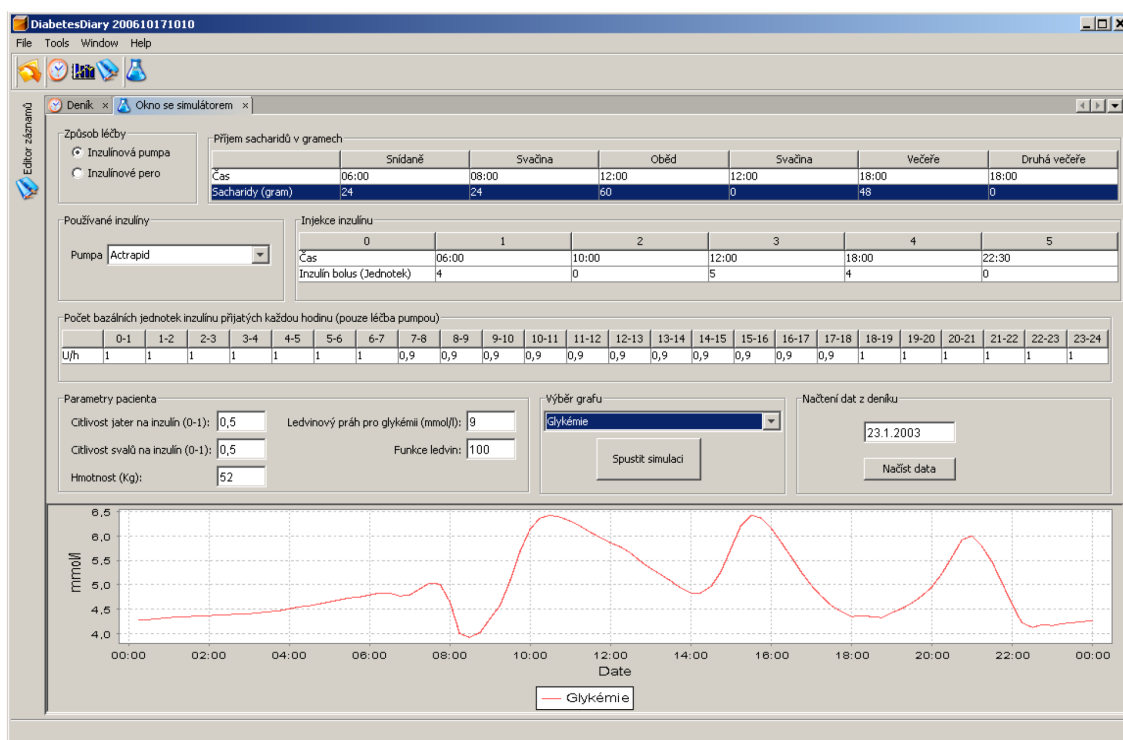 DiabetesDiary 200610171010
File Tools Window Help
Editor záznamů
Deník × Okno se simulátorem ×
Způsob léčby
Inzulínová pumpa
Inzulínové pero
Příjem sacharidů v gramech
Snídaně Svačina Oběd Svačina Večeře Druhá večeře
Čas 06:00 08:00 12:00 12:00 18:00 18:00
Sacharidy (gram) 24 24 60 0 48 0
Používané inzulíny
Pumpa Actrapid
Injekce inzulínu
0 1 2 3 4 5
Čas 06:00 10:00 12:00 18:00 22:30
Inzulín bolus (Jednotek) 4 0 5 4 0
Počet bazálních jednotek inzulínu přijatých každou hodinu (pouze léčba pumpou)
0-1 1-2 2-3 3-4 4-5 5-6 6-7 7-8 8-9 9-10 10-11 11-12 12-13 13-14 14-15 15-16 16-17 17-18 18-19 19-20 20-21 21-22 22-23 23-24
U/h 1 1 1 1 1 1 1 0,9 0,9 0,9 0,9 0,9 0,9 0,9 0,9 0,9 0,9 0,9 1 1 1 1 1 1
Parametry pacienta
Citlivost jater na inzulín (0-1): 0,5 Ledvinový práh pro glykémii (mmol/l): 9
Citlivost svalů na inzulín (0-1): 0,5 Funkce ledvin: 100
Hmotnost (Kg): 52
Výběr grafu
Glykémie
Spustit simulaci
Načtení dat z deníku
23.1.2003
Načíst data
mmol/l
6,5
6,0
5,5
5,0
4,5
4,0
00:00 02:00 04:00 06:00 08:00 10:00 12:00 14:00 16:00 18:00 20:00 22:00 00:00
Date
Glykémie